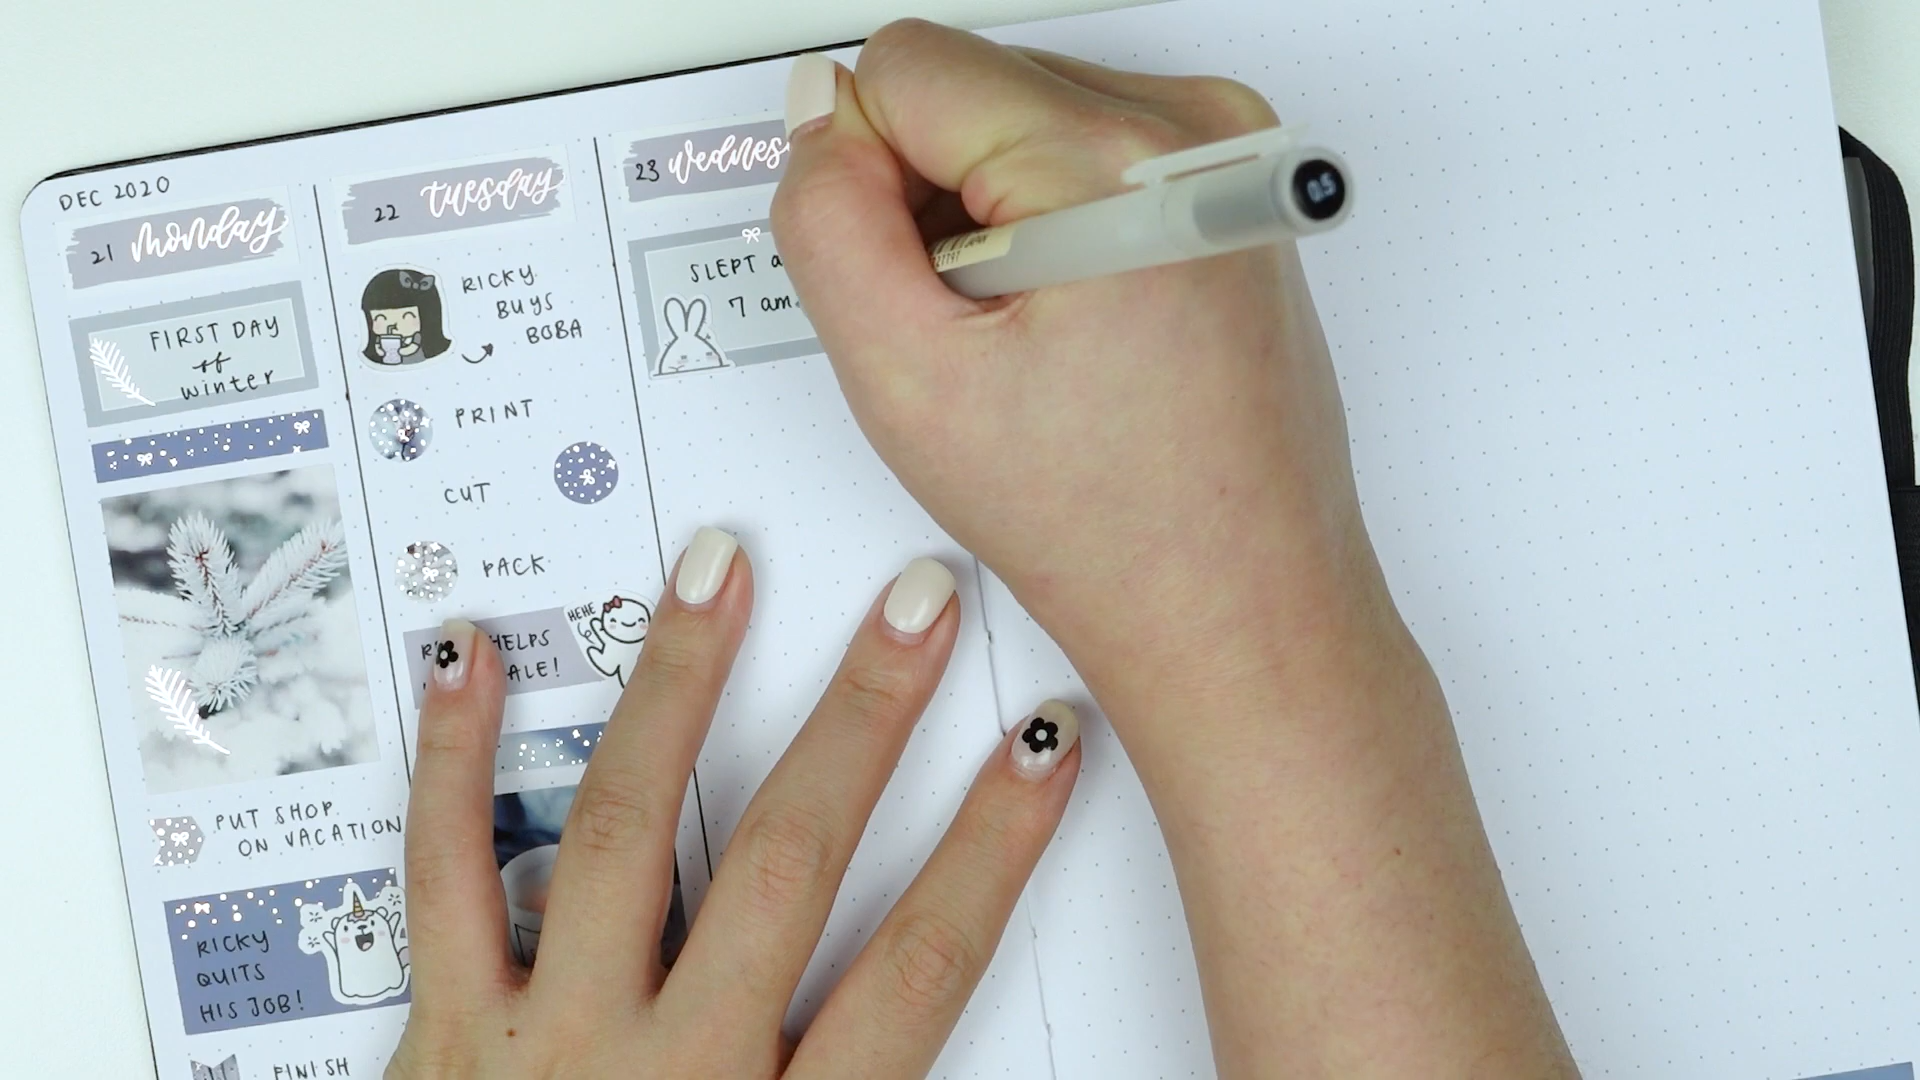 DEC 2020
21 monday
FIRST DAY
of
winter
PUT SHOP
ON VACATION
RICKY
QUITS
HIS JOB!
FINISH
22 tuesday
RICKY
BUYS
BOBA
PRINT
CUT
PACK
HELPS
HEHE
23
SLEPT
7 am
0.5